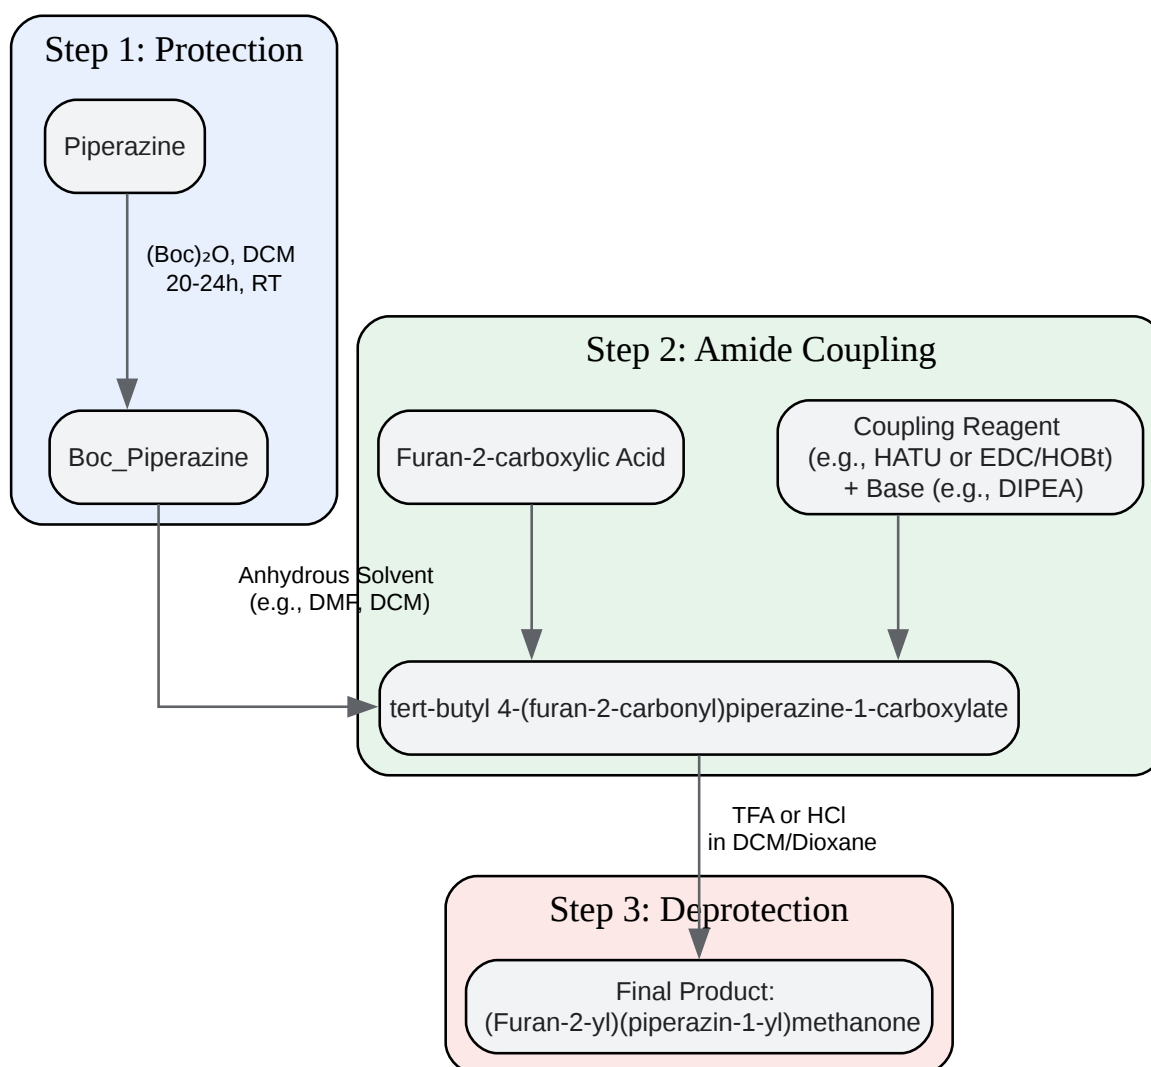 Step 1: Protection
Piperazine
(Boc)₂O, DCM
20-24h, RT
Boc_Piperazine
Step 2: Amide Coupling
Furan-2-carboxylic Acid
Coupling Reagent
(e.g., HATU or EDC/HOBt)
+ Base (e.g., DIPEA)
Anhydrous Solvent
(e.g., DMF, DCM)
tert-butyl 4-(furan-2-carbonyl)piperazine-1-carboxylate
TFA or HCl
in DCM/Dioxane
Step 3: Deprotection
Final Product:
(Furan-2-yl)(piperazin-1-yl)methanone